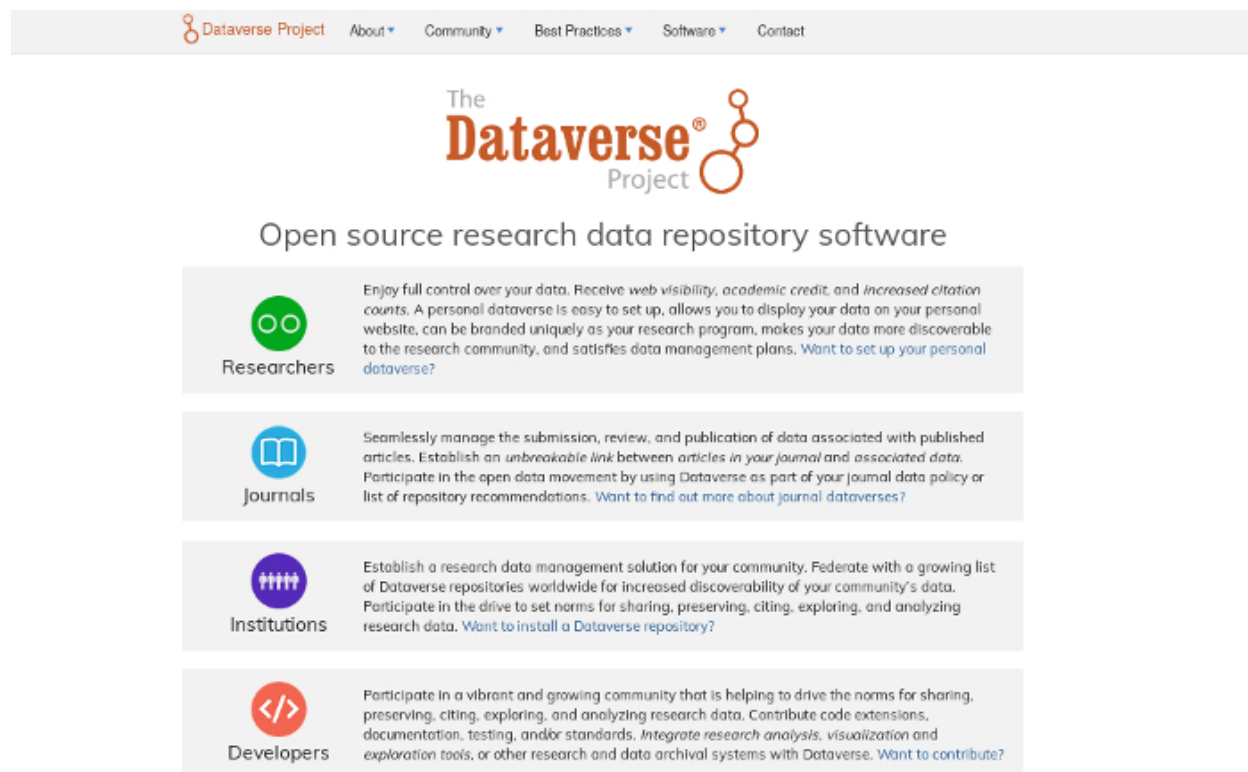 Dataverse Project About Community Best Practices Software Contact
The
Dataverse®
Project
Open source research data repository software
Enjoy full control over your data. Receive web visibility, academic credit, and increased citation
counts. A personal dataverse is easy to set up, allows you to display your data on your personal
website, can be branded uniquely as your research program, makes your data more discoverable
to the research community, and satisfies data management plans. Want to set up your personal
dataverse?
Researchers
Seamlessly manage the submission, review, and publication of data associated with published
articles. Establish an unbreakable link between articles in your journal and associated data.
Participate in the open data movement by using Dataverse as part of your journal data policy or
list of repository recommendations. Want to find out more about journal dataverses?
Journals
Establish a research data management solution for your community. Federate with a growing list
of Dataverse repositories worldwide for increased discoverability of your community's data.
Participate in the drive to set norms for sharing, preserving, citing, exploring, and analyzing
research data. Want to install a Dataverse repository?
Institutions
Participate in a vibrant and growing community that is helping to drive the norms for sharing,
preserving, citing, exploring, and analyzing research data. Contribute code extensions,
documentation, testing, and/or standards. Integrate research analysis, visualization and
exploration tools, or other research and data archival systems with Dataverse. Want to contribute?
Developers